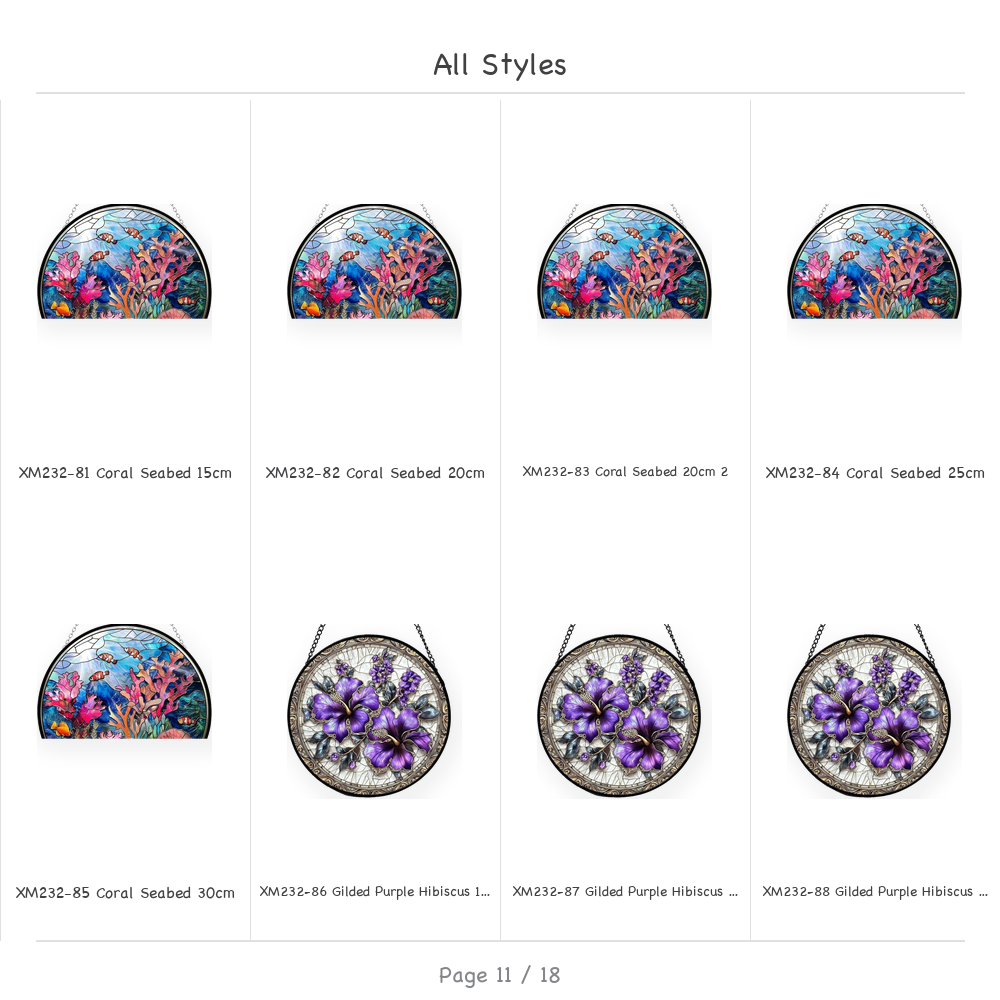 All Styles
XM232-81 Coral Seabed 15cm
XM232-82 Coral Seabed 20cm
XM232-83 Coral Seabed 20cm 2
XM232-84 Coral Seabed 25cm
XM232-85 Coral Seabed 30cm
XM232-86 Gilded Purple Hibiscus 1...
XM232-87 Gilded Purple Hibiscus ...
XM232-88 Gilded Purple Hibiscus ...
Page 11 / 18